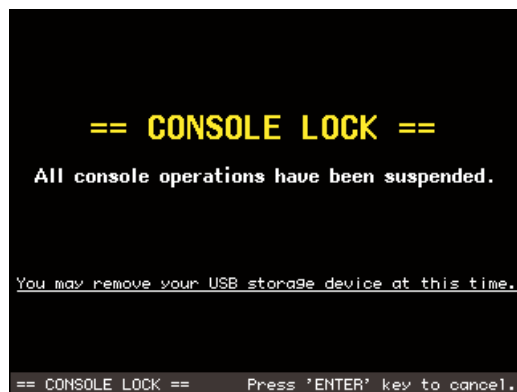 == CONSOLE LOCK ==
All console operations have been suspended.
You may remove your USB storage device at this time.
== CONSOLE LOCK == Press 'ENTER' key to cancel.